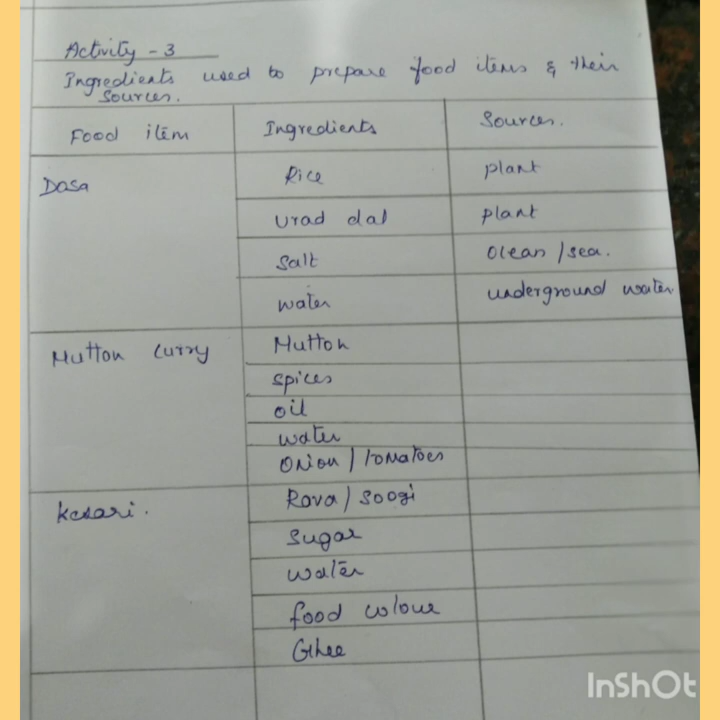 Activity - 3
Ingredients used to prepare food items & their
Sources.
Food item Ingredients Sources.
Dosa Rice plant
Urad dal plant
Salt Ocean / sea.
water underground water
Mutton curry Mutton
spices
oil
water
Onion / tomatoes
Kesari. Rava / Soogi
Sugar
water
food colour
Ghee
InShOt